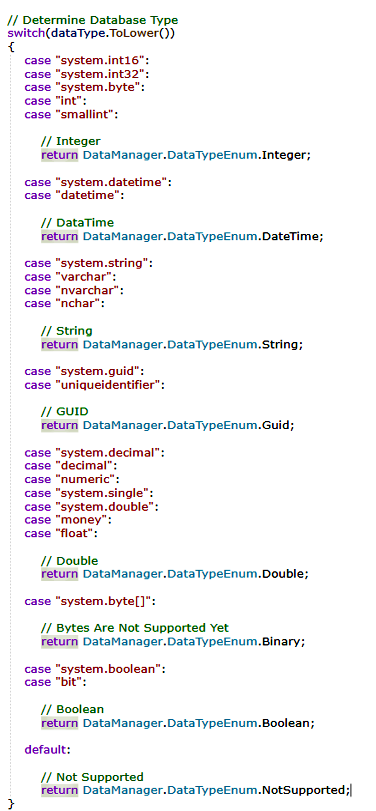 // Determine Database Type
switch(dataType.ToLower())
{
case "system.int16":
case "system.int32":
case "system.byte":
case "int":
case "smallint":
// Integer
return DataManager.DataTypeEnum.Integer;
case "system.datetime":
case "datetime":
// DataTime
return DataManager.DataTypeEnum.DateTime;
case "system.string":
case "varchar":
case "nvarchar":
case "nchar":
// String
return DataManager.DataTypeEnum.String;
case "system.guid":
case "uniqueidentifier":
// GUID
return DataManager.DataTypeEnum.Guid;
case "system.decimal":
case "decimal":
case "numeric":
case "system.single":
case "system.double":
case "money":
case "float":
// Double
return DataManager.DataTypeEnum.Double;
case "system.byte[]":
// Bytes Are Not Supported Yet
return DataManager.DataTypeEnum.Binary;
case "system.boolean":
case "bit":
// Boolean
return DataManager.DataTypeEnum.Boolean;
default:
// Not Supported
return DataManager.DataTypeEnum.NotSupported;
}